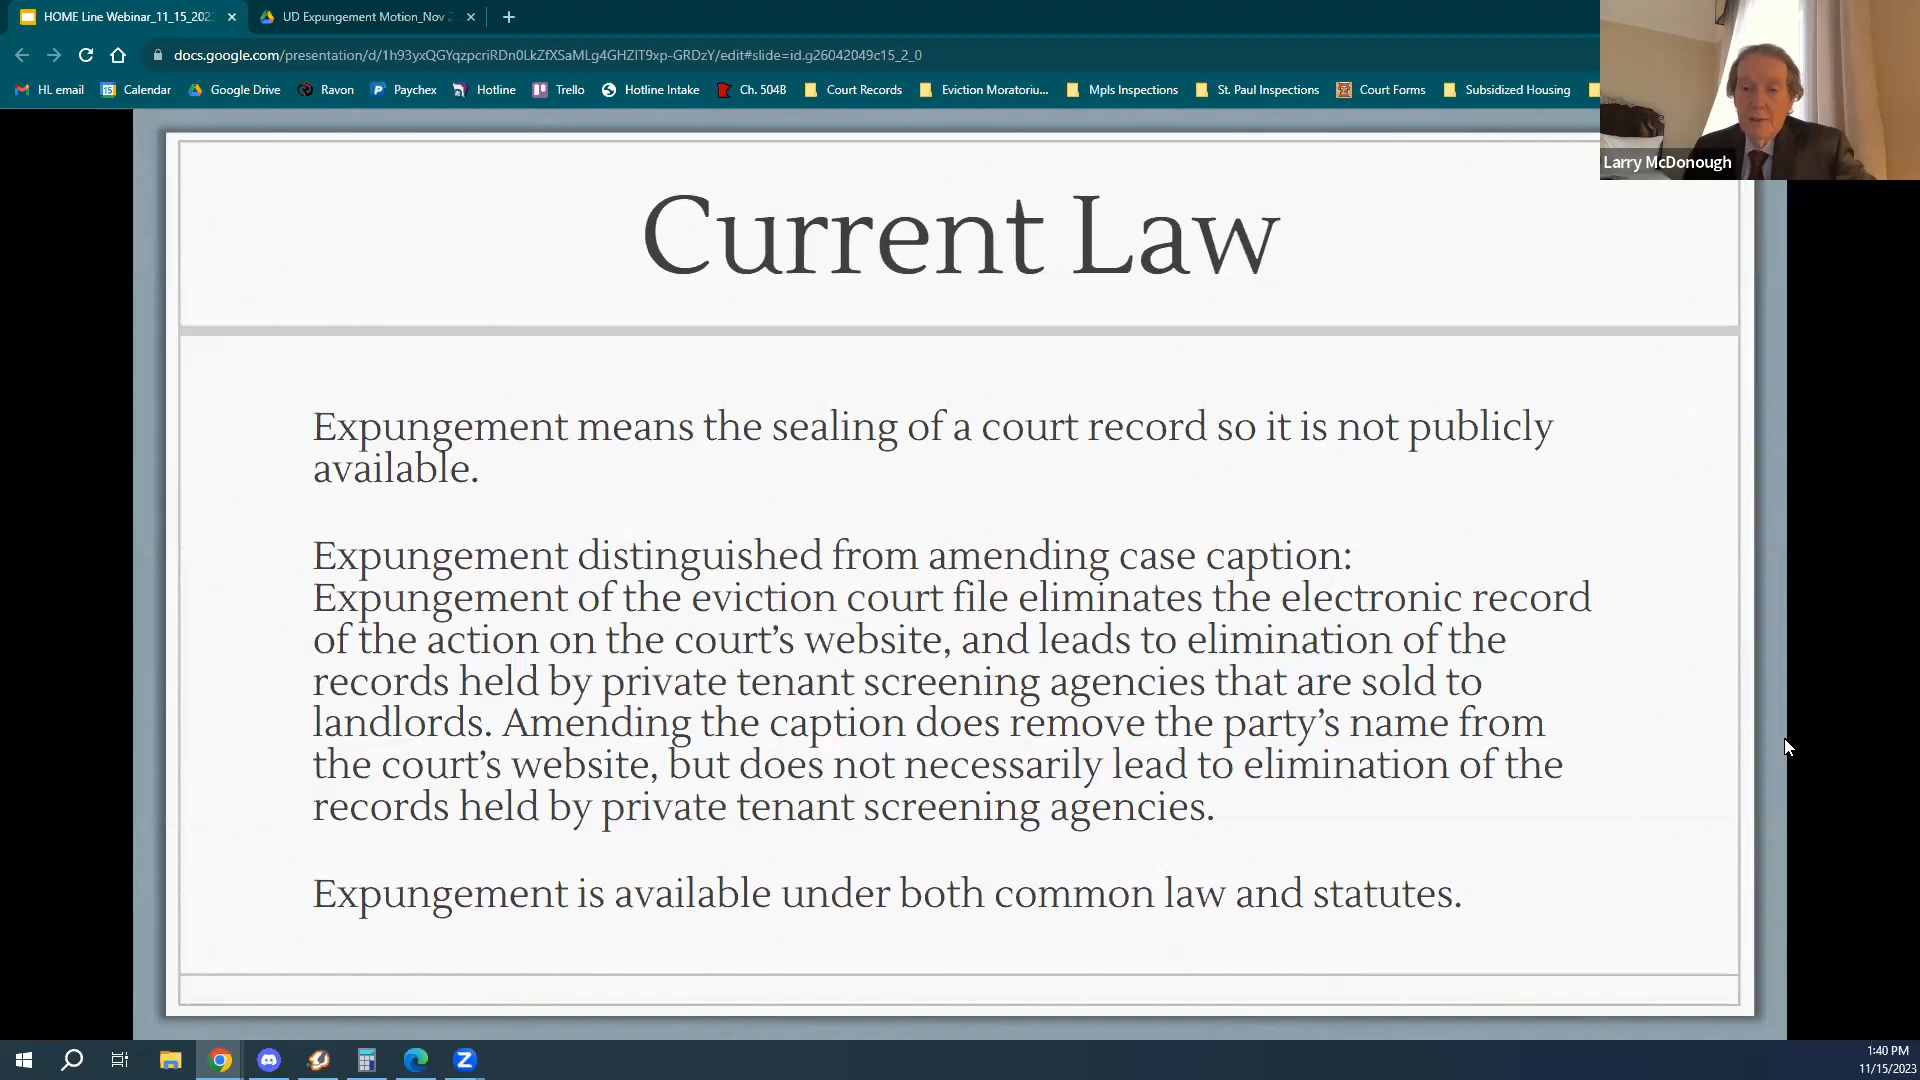 HOME Line Webinar_11_15_202
UD Expungement Motion_Nov 2
docs.google.com/presentation/d/1h93yxQGYqzpcriRDn0LkZfXSaMLg4GHZIT9xp-GRDzY/edit#slide=id.g26042049c15_2_0
HL email Calendar Google Drive Ravon Paychex Hotline Trello Hotline Intake Ch. 504B Court Records Eviction Moratoriu... Mpls Inspections St. Paul Inspections Court Forms Subsidized Housing
Larry McDonough
Current Law
Expungement means the sealing of a court record so it is not publicly
available.
Expungement distinguished from amending case caption:
Expungement of the eviction court file eliminates the electronic record
of the action on the court’s website, and leads to elimination of the
records held by private tenant screening agencies that are sold to
landlords. Amending the caption does remove the party’s name from
the court’s website, but does not necessarily lead to elimination of the
records held by private tenant screening agencies.
Expungement is available under both common law and statutes.
1:40 PM
11/15/2023